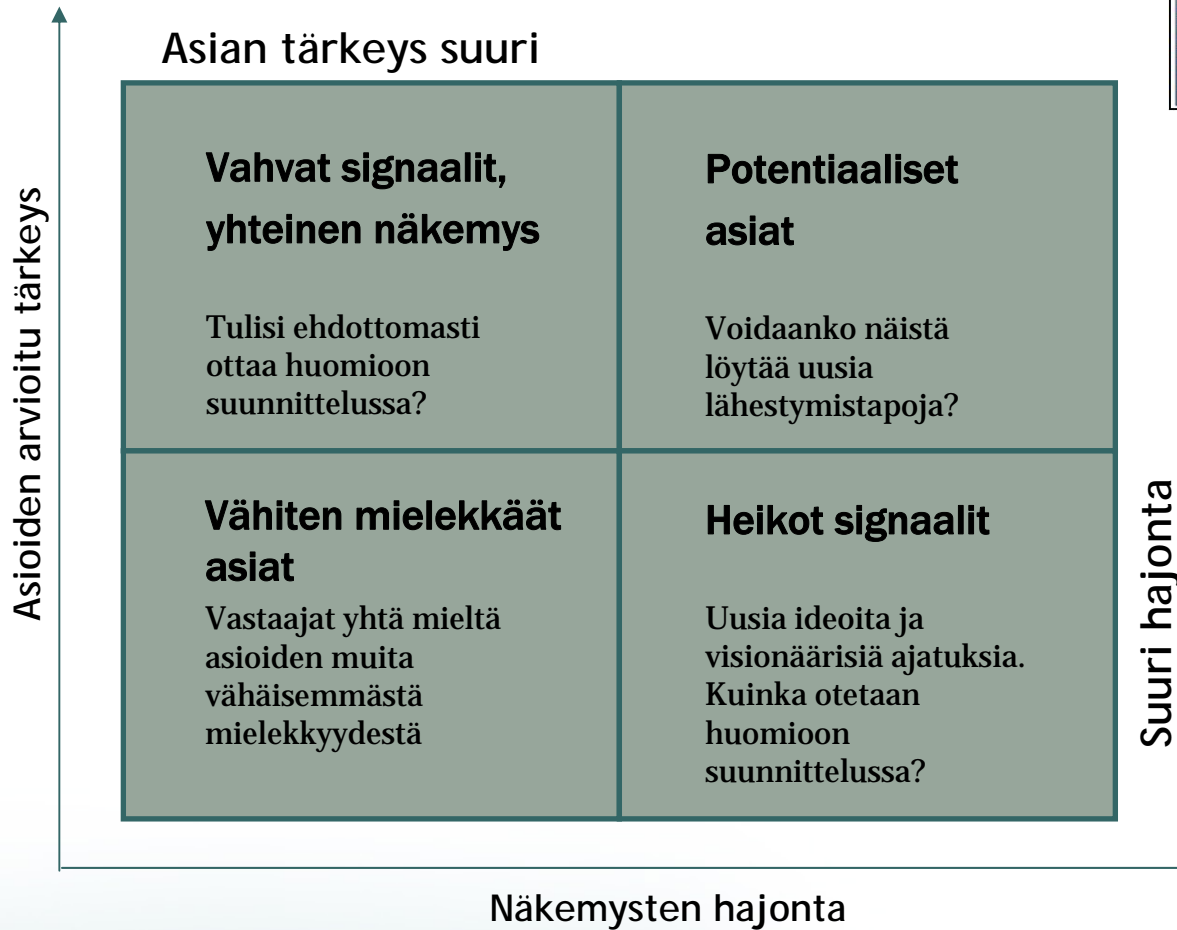 Asian tärkeys suuri
Asioiden arvioitu tärkeys
Vahvat signaalit,
yhteinen näkemys
Tulisi ehdottomasti
ottaa huomioon
suunnittelussa?
Potentiaaliset
asiat
Voidaanko näistä
löytää uusia
lähestymistapoja?
Vähiten mielekkäät
asiat
Vastaajat yhtä mieltä
asioiden muita
vähäisemmästä
mielekkyydestä
Heikot signaalit
Uusia ideoita ja
visionäärisiä ajatuksia.
Kuinka otetaan
huomioon
suunnittelussa?
Suuri hajonta
Näkemysten hajonta